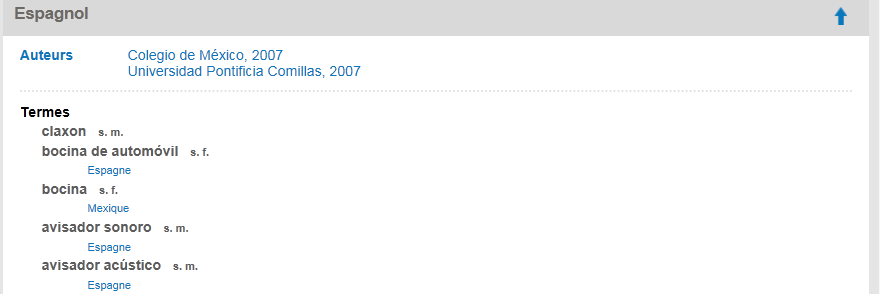 Espagnol
Auteurs Colegio de México, 2007
Universidad Pontificia Comillas, 2007
Termes
claxon s. m.
bocina de automóvil s. f.
Espagne
bocina s. f.
Mexique
avisador sonoro s. m.
Espagne
avisador acústico s. m.
Espagne